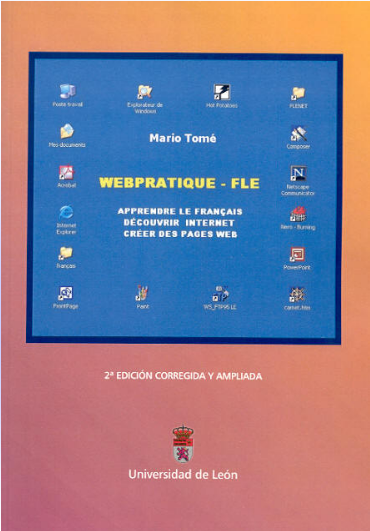 Poste travail
Explorateur de
Windows
Hot Potatoes
FLENET
Mes documents
Mario Tomé
Composer
Acrobat
WEBPRATIQUE - FLE
Netscape
Communicator
APPRENDRE LE FRANÇAIS
DÉCOUVRIR INTERNET
CRÉER DES PAGES WEB
Internet
Explorer
Nero - Burning
Français
PowerPoint
FrontPage
Paint
WS_FTP95 LE
2ª EDICIÓN CORREGIDA Y AMPLIADA
Universidad de León